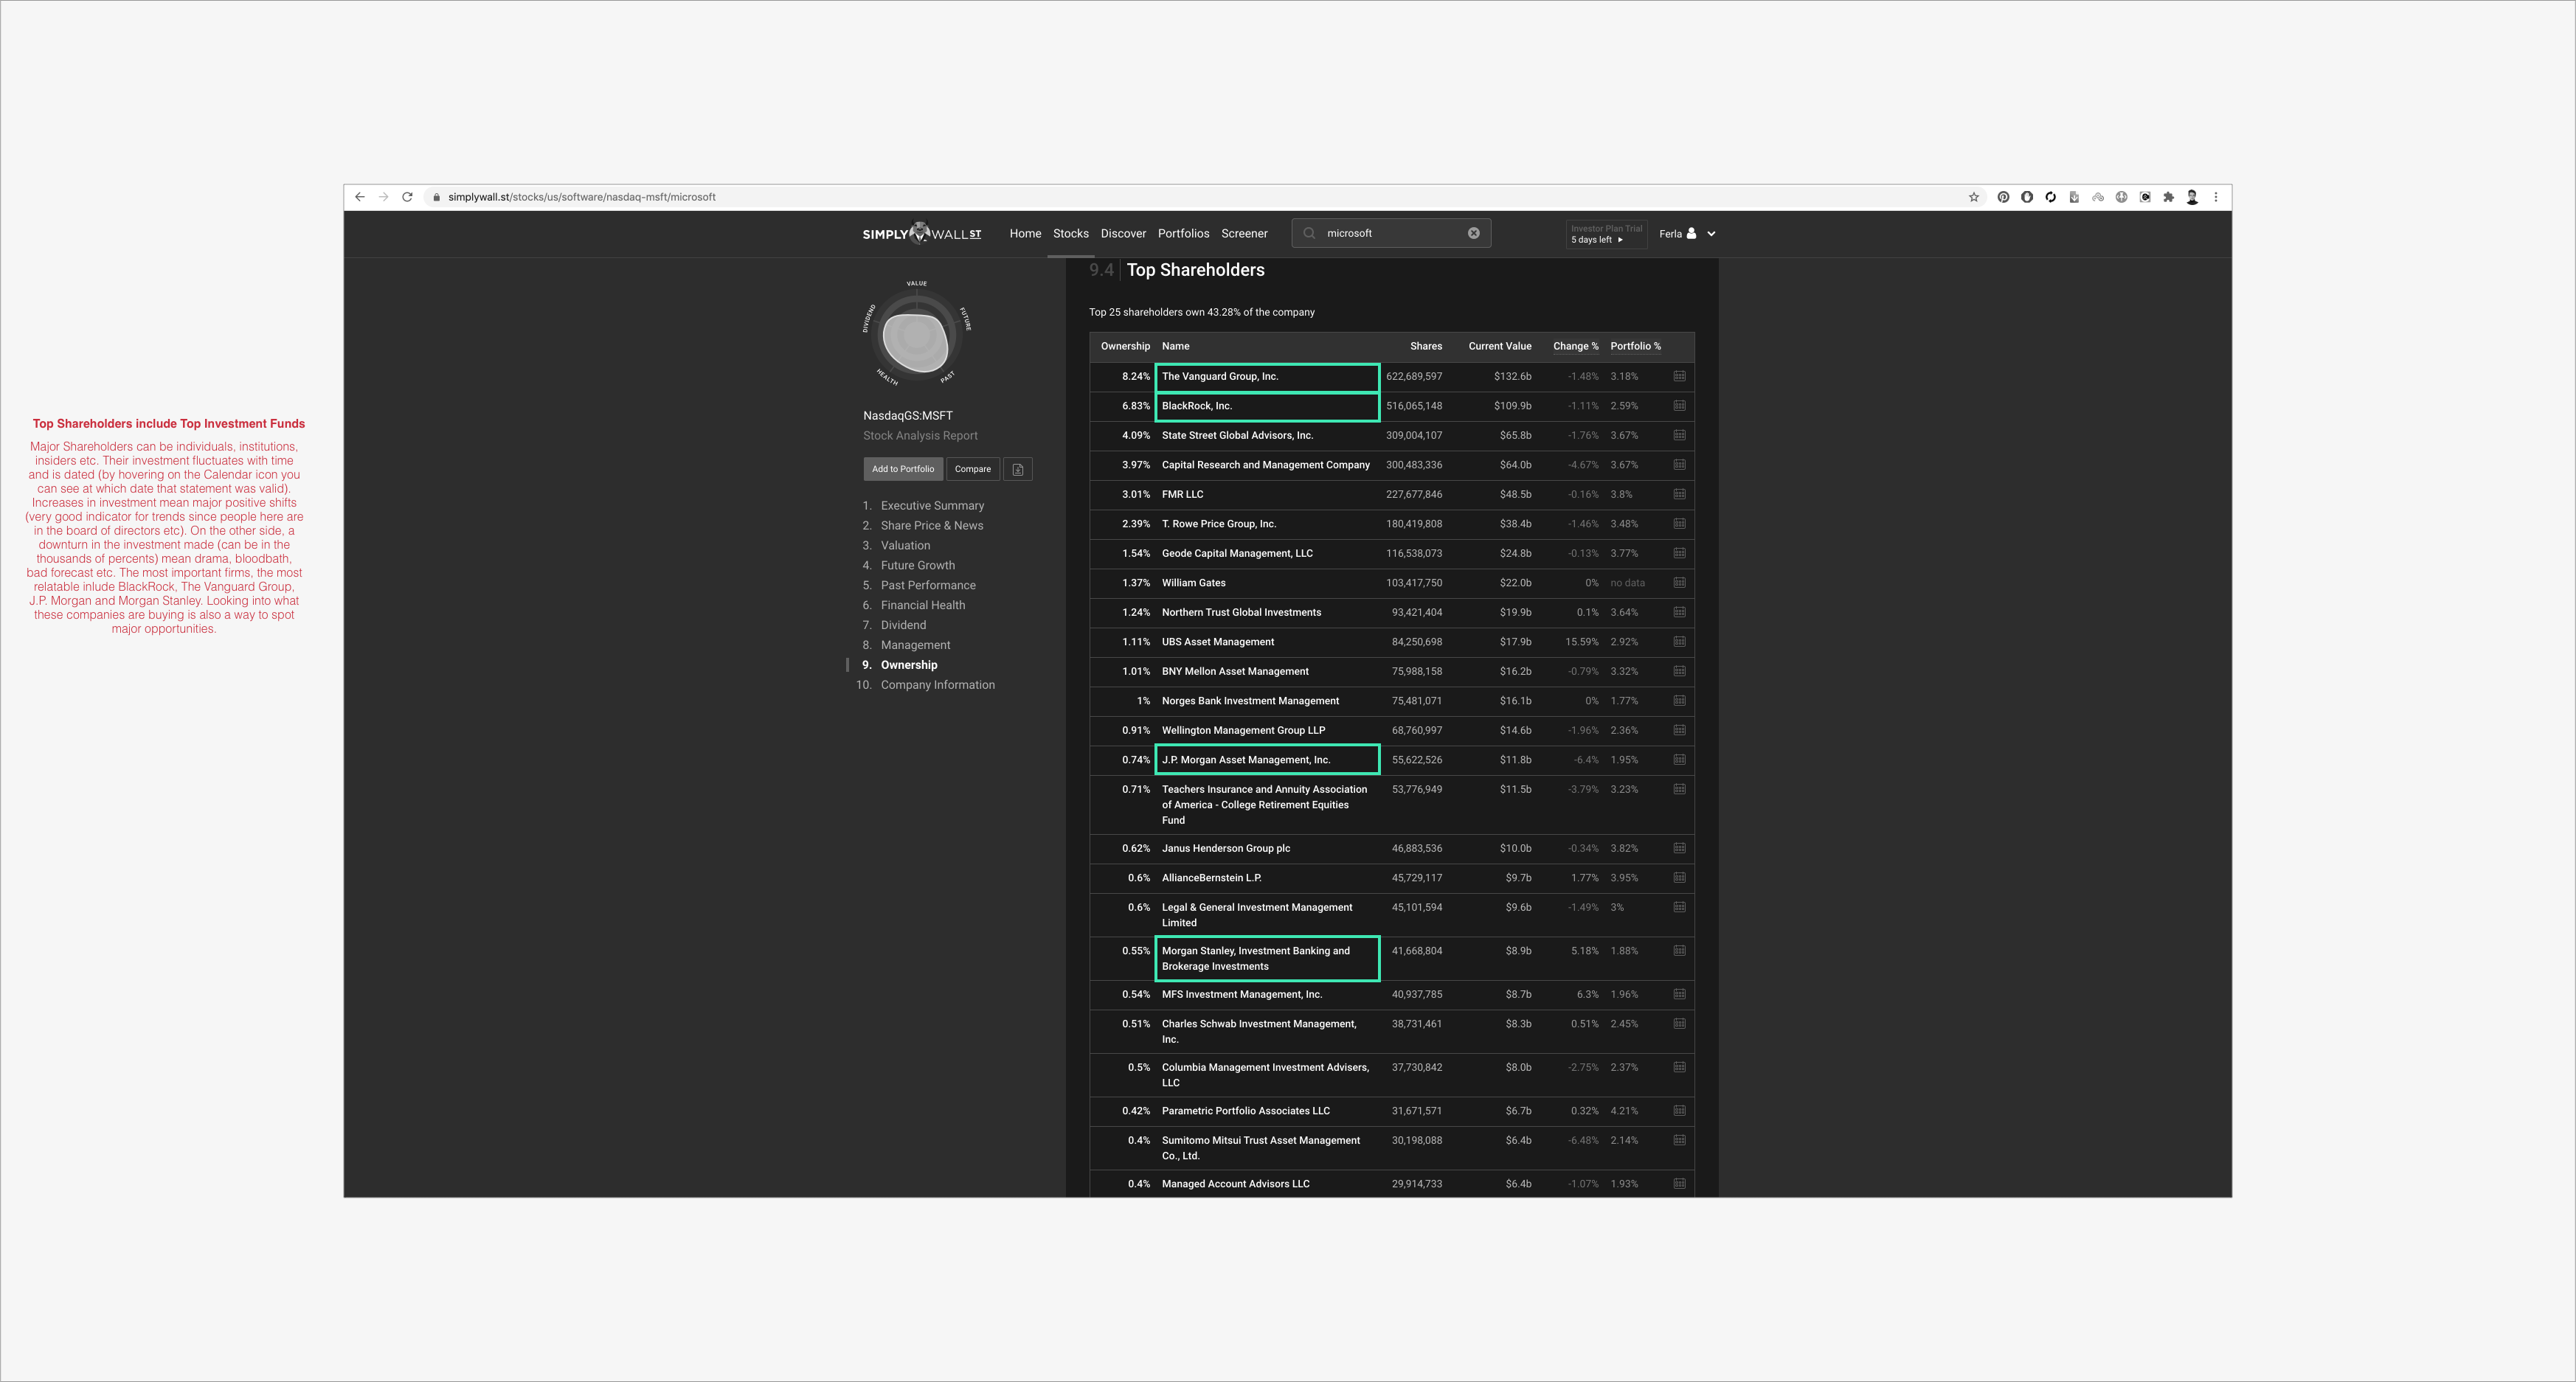 Top Shareholders include Top Investment Funds
Major Shareholders can be individuals, institutions,
insiders etc. Their investment fluctuates with time
and is dated (by hovering on the Calendar icon you
can see at which date that statement was valid).
Increases in investment mean major positive shifts
(very good indicator for trends since people here are
in the board of directors etc). On the other side, a
downturn in the investment made (can be in the
thousands of percents) mean drama, bloodbath,
bad forecast etc. The most important firms, the most
relatable inlude BlackRock, The Vanguard Group,
J.P. Morgan and Morgan Stanley. Looking into what
these companies are buying is also a way to spot
major opportunities.
simplywall.st/stocks/us/software/nasdaq-msft/microsoft
SIMPLY WALL ST Home Stocks Discover Portfolios Screener microsoft Investor Plan Trial 5 days left Ferla
VALUE
FUTURE
PAST
HEALTH
DIVIDEND
NasdaqGS:MSFT
Stock Analysis Report
Add to Portfolio Compare
1. Executive Summary
2. Share Price & News
3. Valuation
4. Future Growth
5. Past Performance
6. Financial Health
7. Dividend
8. Management
9. Ownership
10. Company Information
9.4 Top Shareholders
Top 25 shareholders own 43.28% of the company
Ownership Name Shares Current Value Change % Portfolio %
8.24% The Vanguard Group, Inc. 622,689,597 $132.6b -1.48% 3.18%
6.83% BlackRock, Inc. 516,065,148 $109.9b -1.11% 2.59%
4.09% State Street Global Advisors, Inc. 309,004,107 $65.8b -1.76% 3.67%
3.97% Capital Research and Management Company 300,483,336 $64.0b -4.67% 3.67%
3.01% FMR LLC 227,677,846 $48.5b -0.16% 3.8%
2.39% T. Rowe Price Group, Inc. 180,419,808 $38.4b -1.46% 3.48%
1.54% Geode Capital Management, LLC 116,538,073 $24.8b -0.13% 3.77%
1.37% William Gates 103,417,750 $22.0b 0% no data
1.24% Northern Trust Global Investments 93,421,404 $19.9b 0.1% 3.64%
1.11% UBS Asset Management 84,250,698 $17.9b 15.59% 2.92%
1.01% BNY Mellon Asset Management 75,988,158 $16.2b -0.79% 3.32%
1% Norges Bank Investment Management 75,481,071 $16.1b 0% 1.77%
0.91% Wellington Management Group LLP 68,760,997 $14.6b -1.96% 2.36%
0.74% J.P. Morgan Asset Management, Inc. 55,622,526 $11.8b -6.4% 1.95%
0.71% Teachers Insurance and Annuity Association 53,776,949 $11.5b -3.79% 3.23%
of America - College Retirement Equities
Fund
0.62% Janus Henderson Group plc 46,883,536 $10.0b -0.34% 3.82%
0.6% AllianceBernstein L.P. 45,729,117 $9.7b 1.77% 3.95%
0.6% Legal & General Investment Management 45,101,594 $9.6b -1.49% 3%
Limited
0.55% Morgan Stanley, Investment Banking and 41,668,804 $8.9b 5.18% 1.88%
Brokerage Investments
0.54% MFS Investment Management, Inc. 40,937,785 $8.7b 6.3% 1.96%
0.51% Charles Schwab Investment Management, 38,731,461 $8.3b 0.51% 2.45%
Inc.
0.5% Columbia Management Investment Advisers, 37,730,842 $8.0b -2.75% 2.37%
LLC
0.42% Parametric Portfolio Associates LLC 31,671,571 $6.7b 0.32% 4.21%
0.4% Sumitomo Mitsui Trust Asset Management 30,198,088 $6.4b -6.48% 2.14%
Co., Ltd.
0.4% Managed Account Advisors LLC 29,914,733 $6.4b -1.07% 1.93%